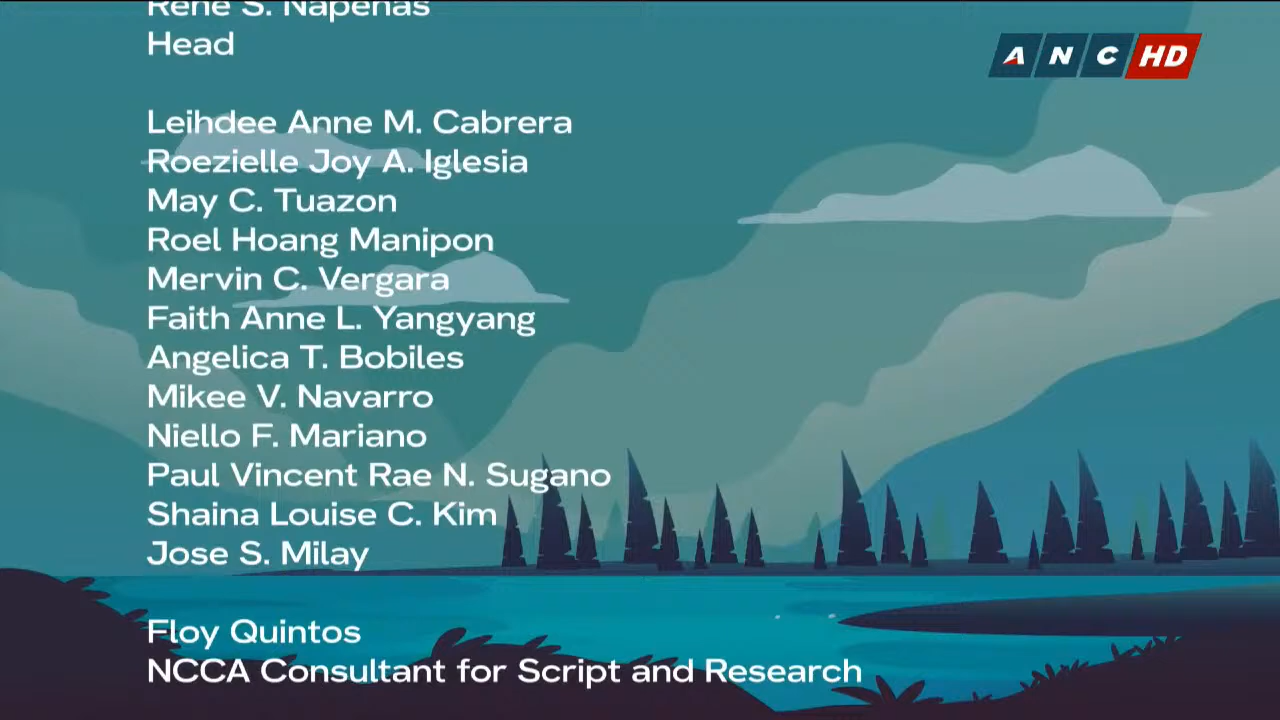 Rene S. Napeñas
Head
Leihdee Anne M. Cabrera
Roezielle Joy A. Iglesia
May C. Tuazon
Roel Hoang Manipon
Mervin C. Vergara
Faith Anne L. Yangyang
Angelica T. Bobiles
Mikee V. Navarro
Niello F. Mariano
Paul Vincent Rae N. Sugano
Shaina Louise C. Kim
Jose S. Milay
Floy Quintos
NCCA Consultant for Script and Research
ANC HD